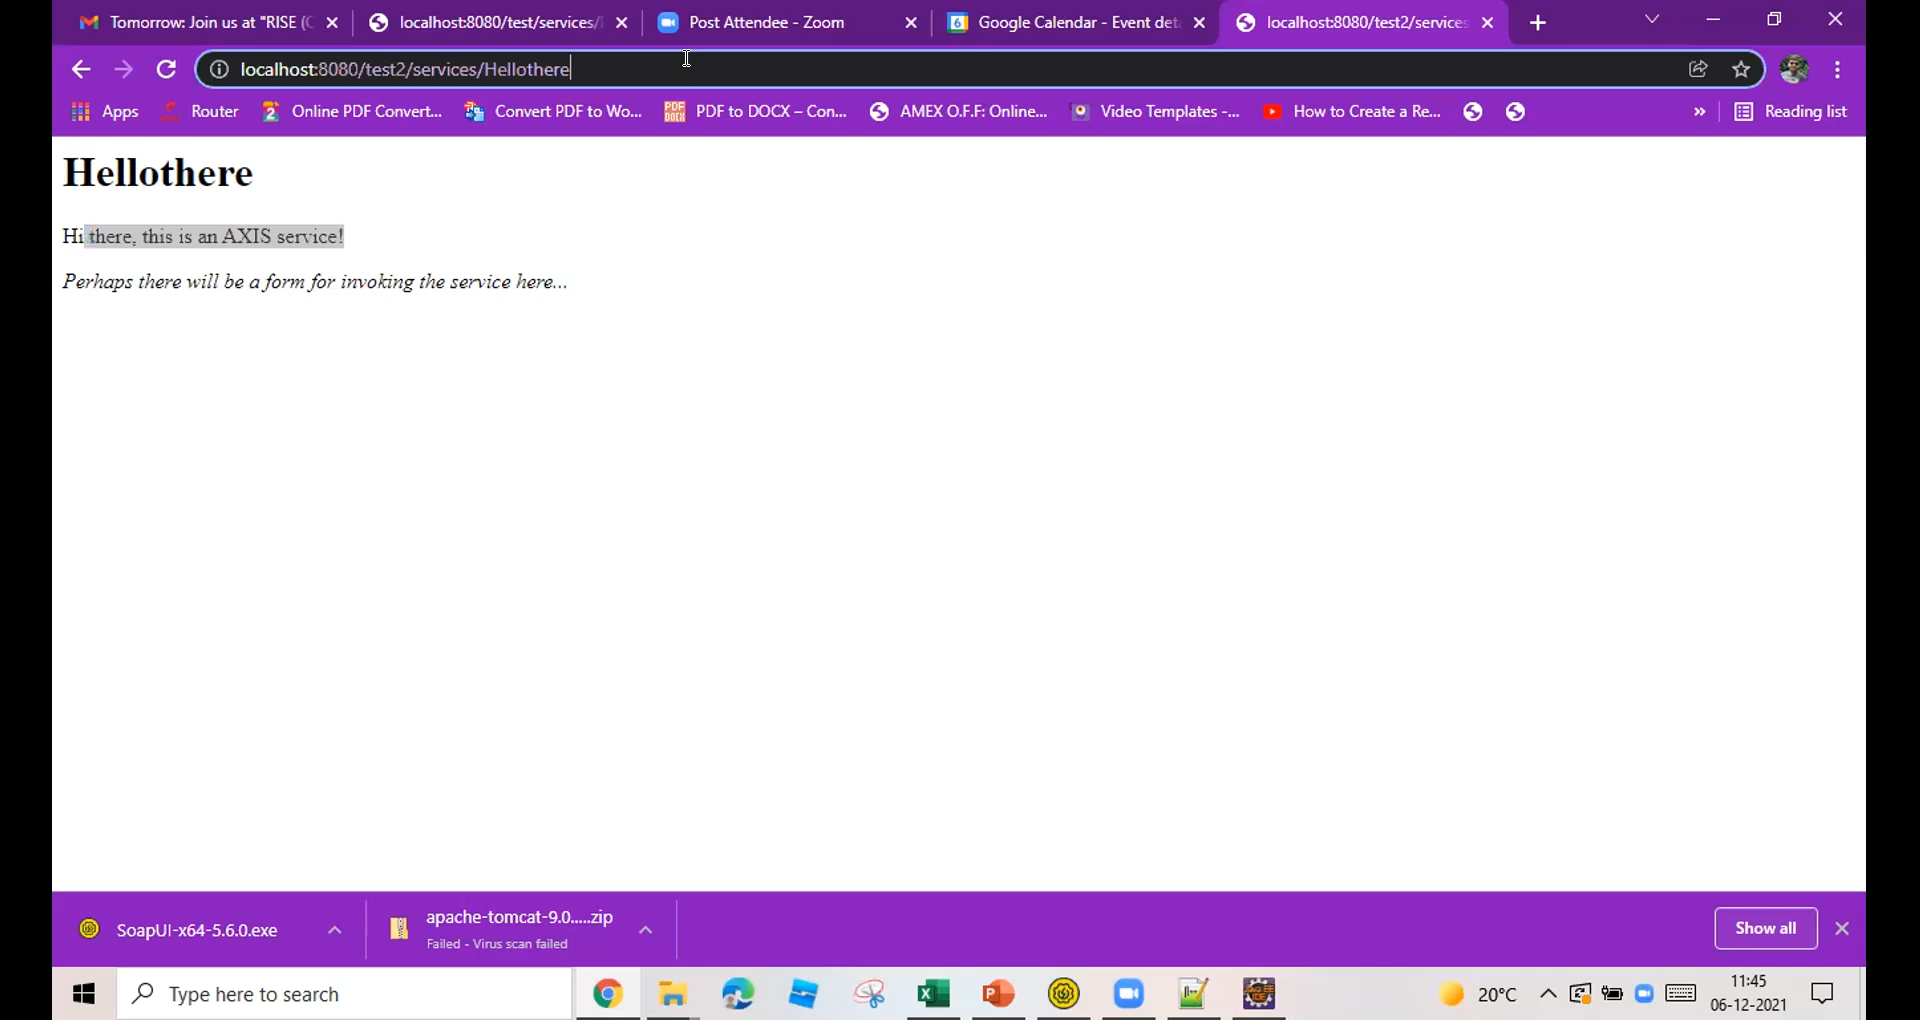 Tomorrow: Join us at "RISE (
localhost:8080/test/services/
Post Attendee - Zoom
Google Calendar - Event det
localhost:8080/test2/services
localhost:8080/test2/services/Hellothere
Apps
Router
Online PDF Convert...
Convert PDF to Wo...
PDF to DOCX – Con...
AMEX O.F.F: Online...
Video Templates -...
How to Create a Re...
»
Reading list
Hellothere
Hi there, this is an AXIS service!
Perhaps there will be a form for invoking the service here...
SoapUI-x64-5.6.0.exe
apache-tomcat-9.0.....zip
Failed - Virus scan failed
Show all
Type here to search
20°C
11:45
06-12-2021